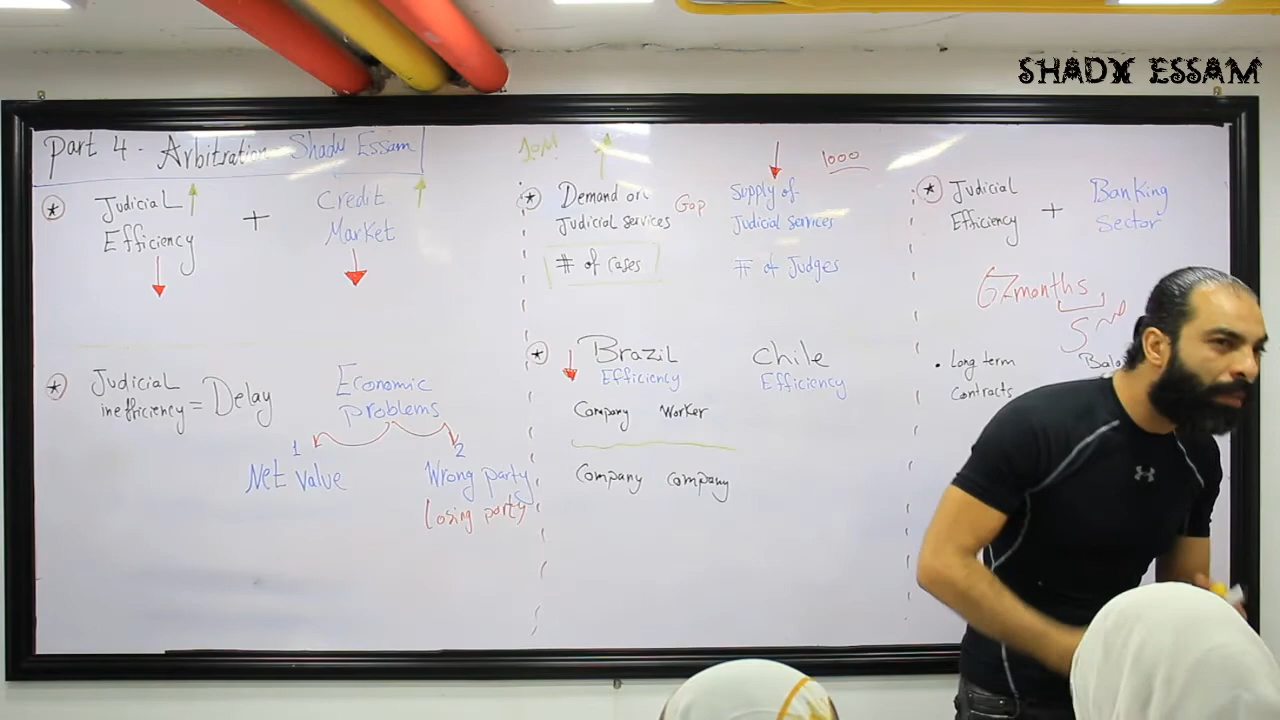 SHADY ESSAM
Part 4 - Arbitration Shady Essam
Judicial Efficiency + Credit Market
Judicial inefficiency = Delay
Economic problems
1
2
Net Value
Wrong party
losing party
10M
Demand on Judicial services
Gap
1000
Supply of Judicial services
# of Cases
# of Judges
Brazil
Efficiency
Chile
Efficiency
Company Worker
Company Company
Judicial Efficiency + Banking Sector
months
Long term contracts